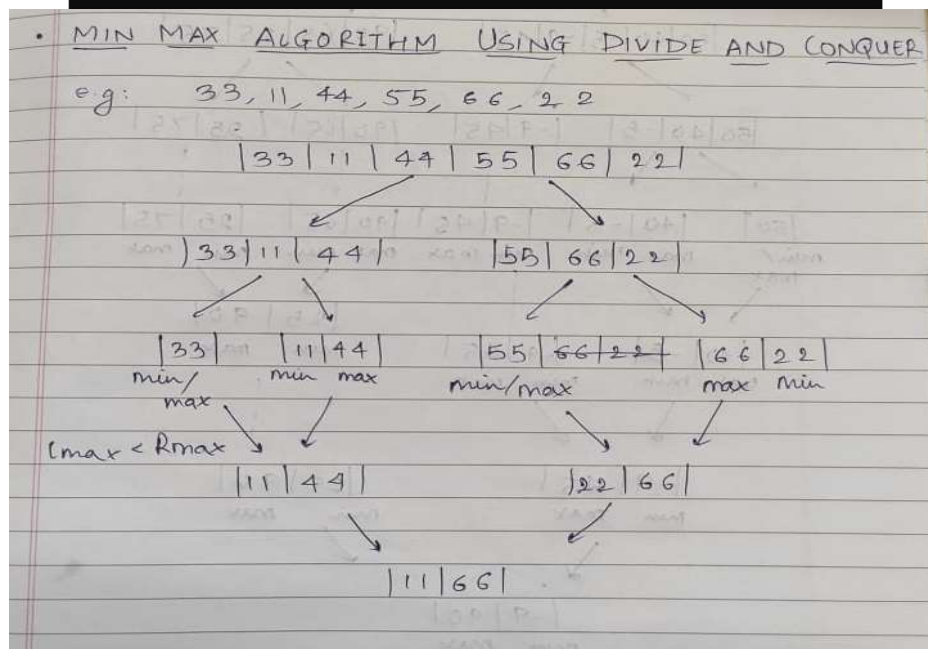 • MIN MAX ALGORITHM USING DIVIDE AND CONQUER
e.g: 33, 11, 44, 55, 66, 22
|33|11|44|55|66|22|
|33|11|44| |55|66|22|
|33| |11|44| |55|66|22| |66|22|
min/ min max min/max max min
max
Lmax < Rmax
|11|44| |22|66|
|11|66|